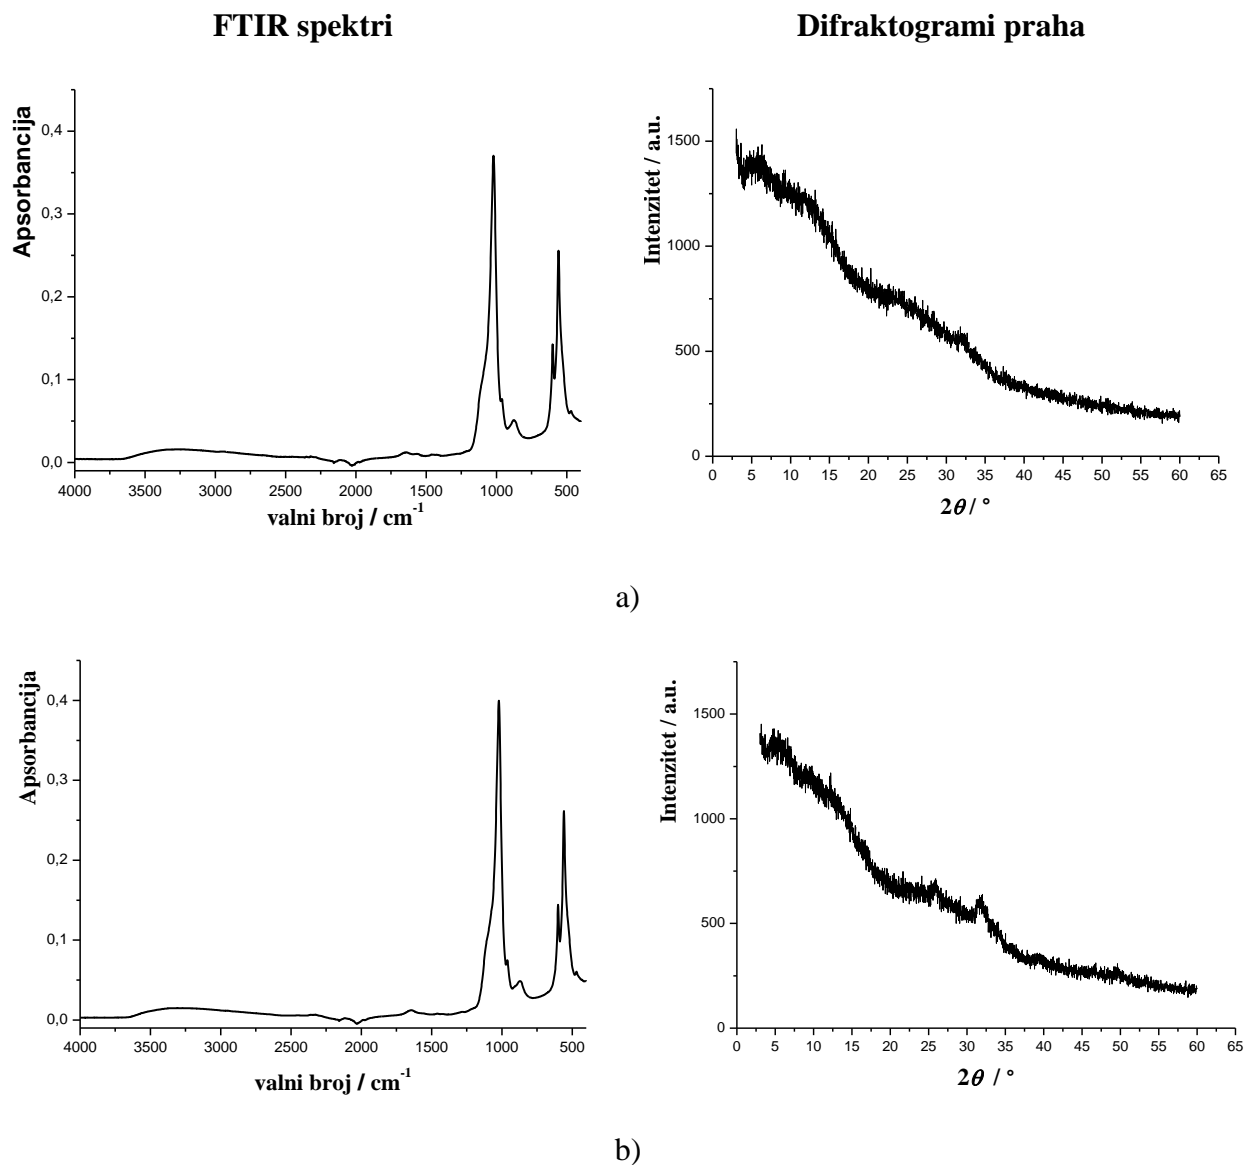 FTIR spektri
Difraktogrami praha
Apsorbancija
0,4
0,3
0,2
0,1
0,0
4000 3500 3000 2500 2000 1500 1000 500
valni broj / cm⁻¹
Intenzitet / a.u.
1500
1000
500
0
0 5 10 15 20 25 30 35 40 45 50 55 60 65
2θ / °
a)
Apsorbancija
0,4
0,3
0,2
0,1
0,0
4000 3500 3000 2500 2000 1500 1000 500
valni broj / cm⁻¹
Intenzitet / a.u.
1500
1000
500
0
0 5 10 15 20 25 30 35 40 45 50 55 60 65
2θ / °
b)